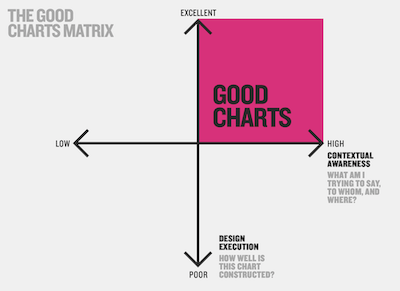 THE GOOD
CHARTS MATRIX
EXCELLENT
GOOD
CHARTS
LOW
HIGH
CONTEXTUAL
AWARENESS
WHAT AM I
TRYING TO SAY,
TO WHOM, AND
WHERE?
DESIGN
EXECUTION
HOW WELL IS
THIS CHART
CONSTRUCTED?
POOR